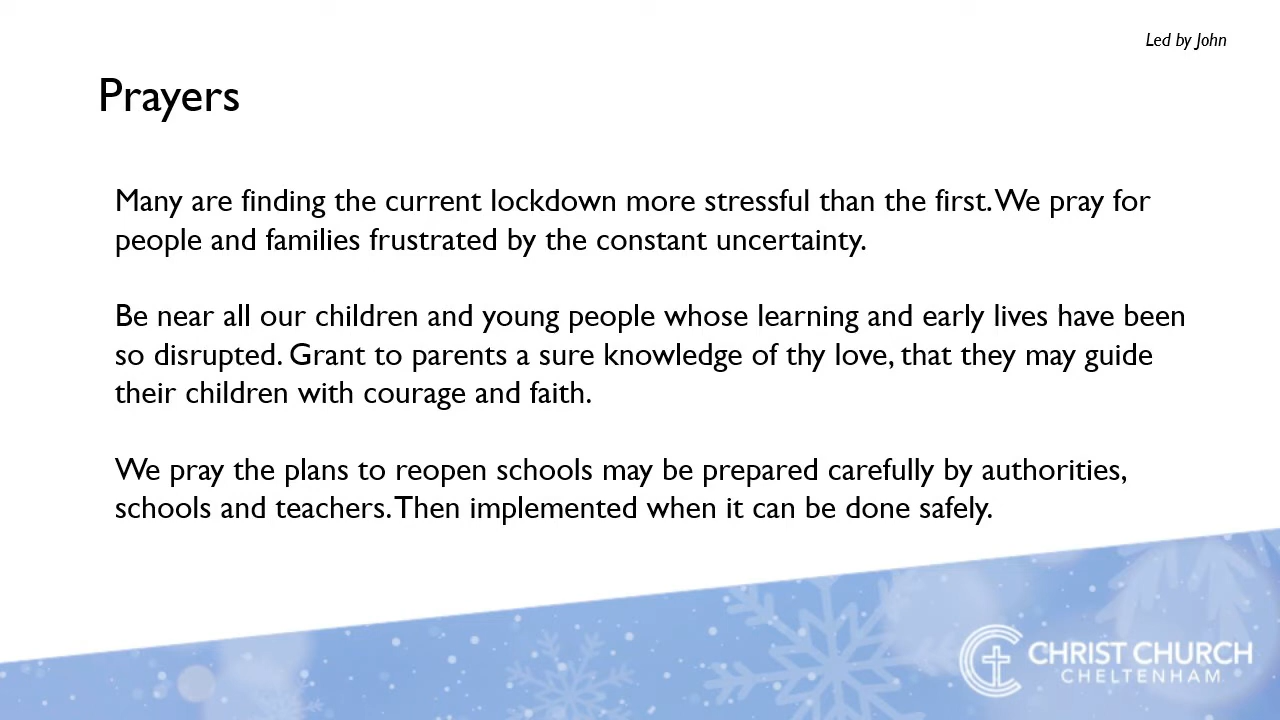 Led by John
Prayers
Many are finding the current lockdown more stressful than the first. We pray for
people and families frustrated by the constant uncertainty.
Be near all our children and young people whose learning and early lives have been
so disrupted. Grant to parents a sure knowledge of thy love, that they may guide
their children with courage and faith.
We pray the plans to reopen schools may be prepared carefully by authorities,
schools and teachers. Then implemented when it can be done safely.
CHRIST CHURCH
CHELTENHAM